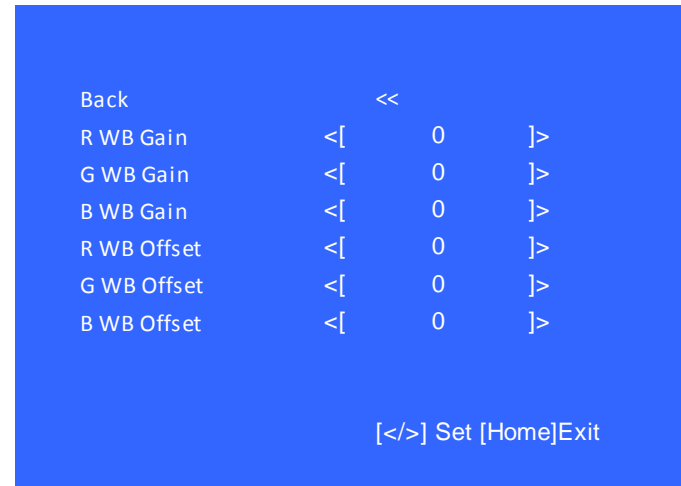 Back <<
R WB Gain <[ 0 ]>
G WB Gain <[ 0 ]>
B WB Gain <[ 0 ]>
R WB Offset <[ 0 ]>
G WB Offset <[ 0 ]>
B WB Offset <[ 0 ]>
[</>] Set [Home]Exit